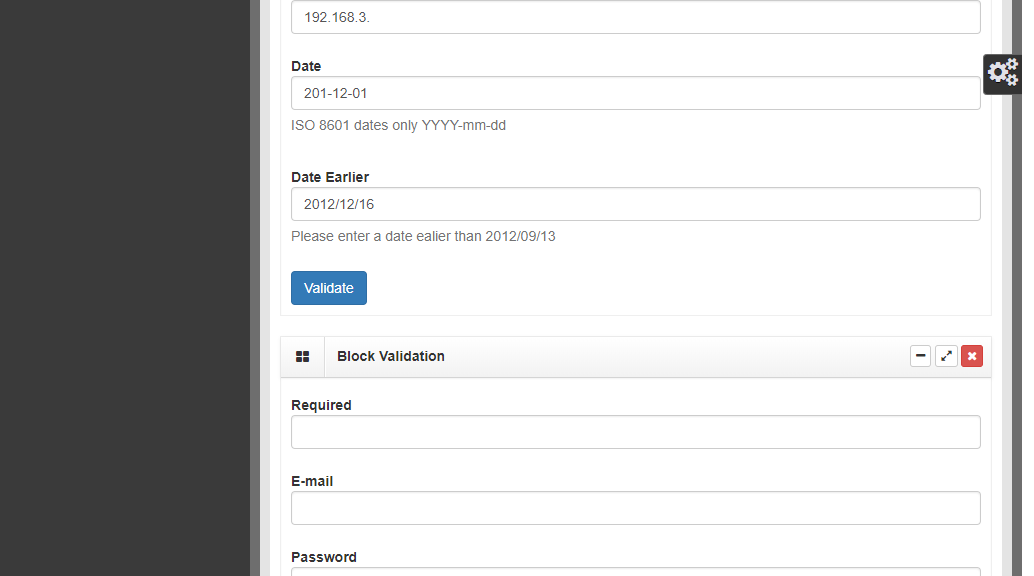 192.168.3.
Date
201-12-01
ISO 8601 dates only YYYY-mm-dd
Date Earlier
2012/12/16
Please enter a date ealier than 2012/09/13
Validate
Block Validation
Required
E-mail
Password